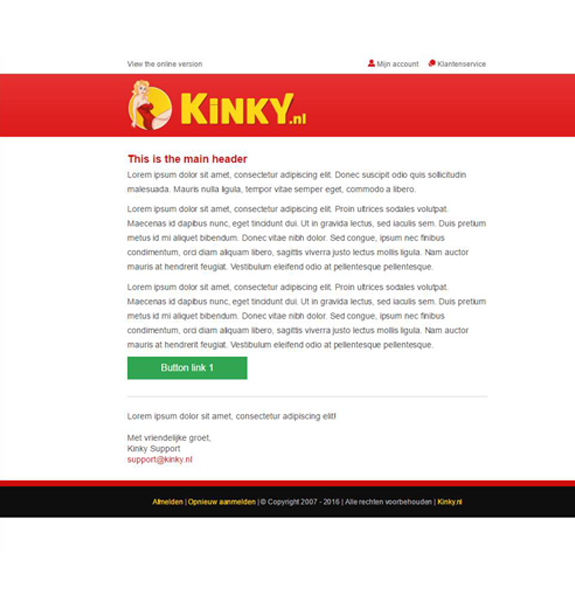 View the online version
Mijn account Klantenservice
KiNKY.nl
This is the main header
Lorem ipsum dolor sit amet, consectetur adipiscing elit. Donec suscipit odio quis sollicitudin
malesuada. Mauris nulla ligula, tempor vitae semper eget, commodo a libero.
Lorem ipsum dolor sit amet, consectetur adipiscing elit. Proin ultrices sodales volutpat.
Maecenas id dapibus nunc, eget tincidunt dui. Ut in gravida lectus, sed iaculis sem. Duis pretium
metus id mi aliquet bibendum. Donec vitae nibh dolor. Sed congue, ipsum nec finibus
condimentum, orci diam aliquam libero, sagittis viverra justo lectus mollis ligula. Nam auctor
mauris at hendrerit feugiat. Vestibulum eleifend odio at pellentesque pellentesque.
Lorem ipsum dolor sit amet, consectetur adipiscing elit. Proin ultrices sodales volutpat.
Maecenas id dapibus nunc, eget tincidunt dui. Ut in gravida lectus, sed iaculis sem. Duis pretium
metus id mi aliquet bibendum. Donec vitae nibh dolor. Sed congue, ipsum nec finibus
condimentum, orci diam aliquam libero, sagittis viverra justo lectus mollis ligula. Nam auctor
mauris at hendrerit feugiat. Vestibulum eleifend odio at pellentesque pellentesque.
Button link 1
Lorem ipsum dolor sit amet, consectetur adipiscing elit!
Met vriendelijke groet,
Kinky Support
support@kinky.nl
Afmelden | Opnieuw aanmelden | © Copyright 2007 - 2016 | Alle rechten voorbehouden | Kinky.nl